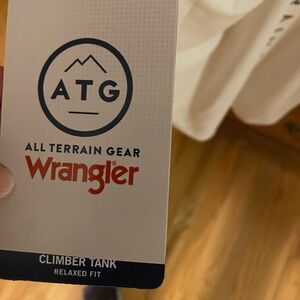 ATG
ALL TERRAIN GEAR
Wrangler
CLIMBER TANK
RELAXED FIT